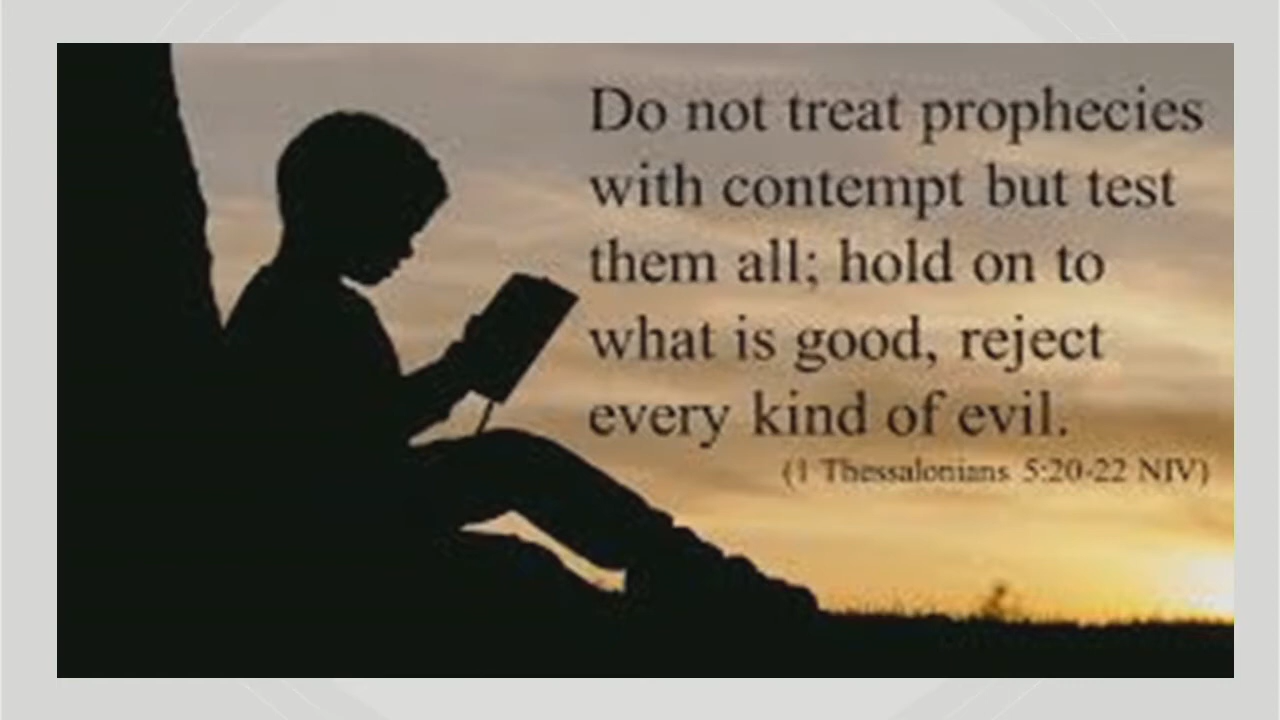 Do not treat prophecies
with contempt but test
them all; hold on to
what is good, reject
every kind of evil.
(1 Thessalonians 5:20-22 NIV)